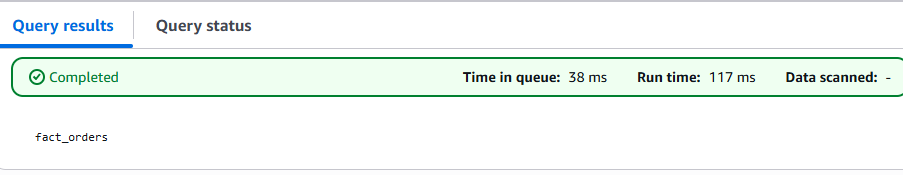 Query results Query status
Completed Time in queue: 38 ms Run time: 117 ms Data scanned: -
fact_orders